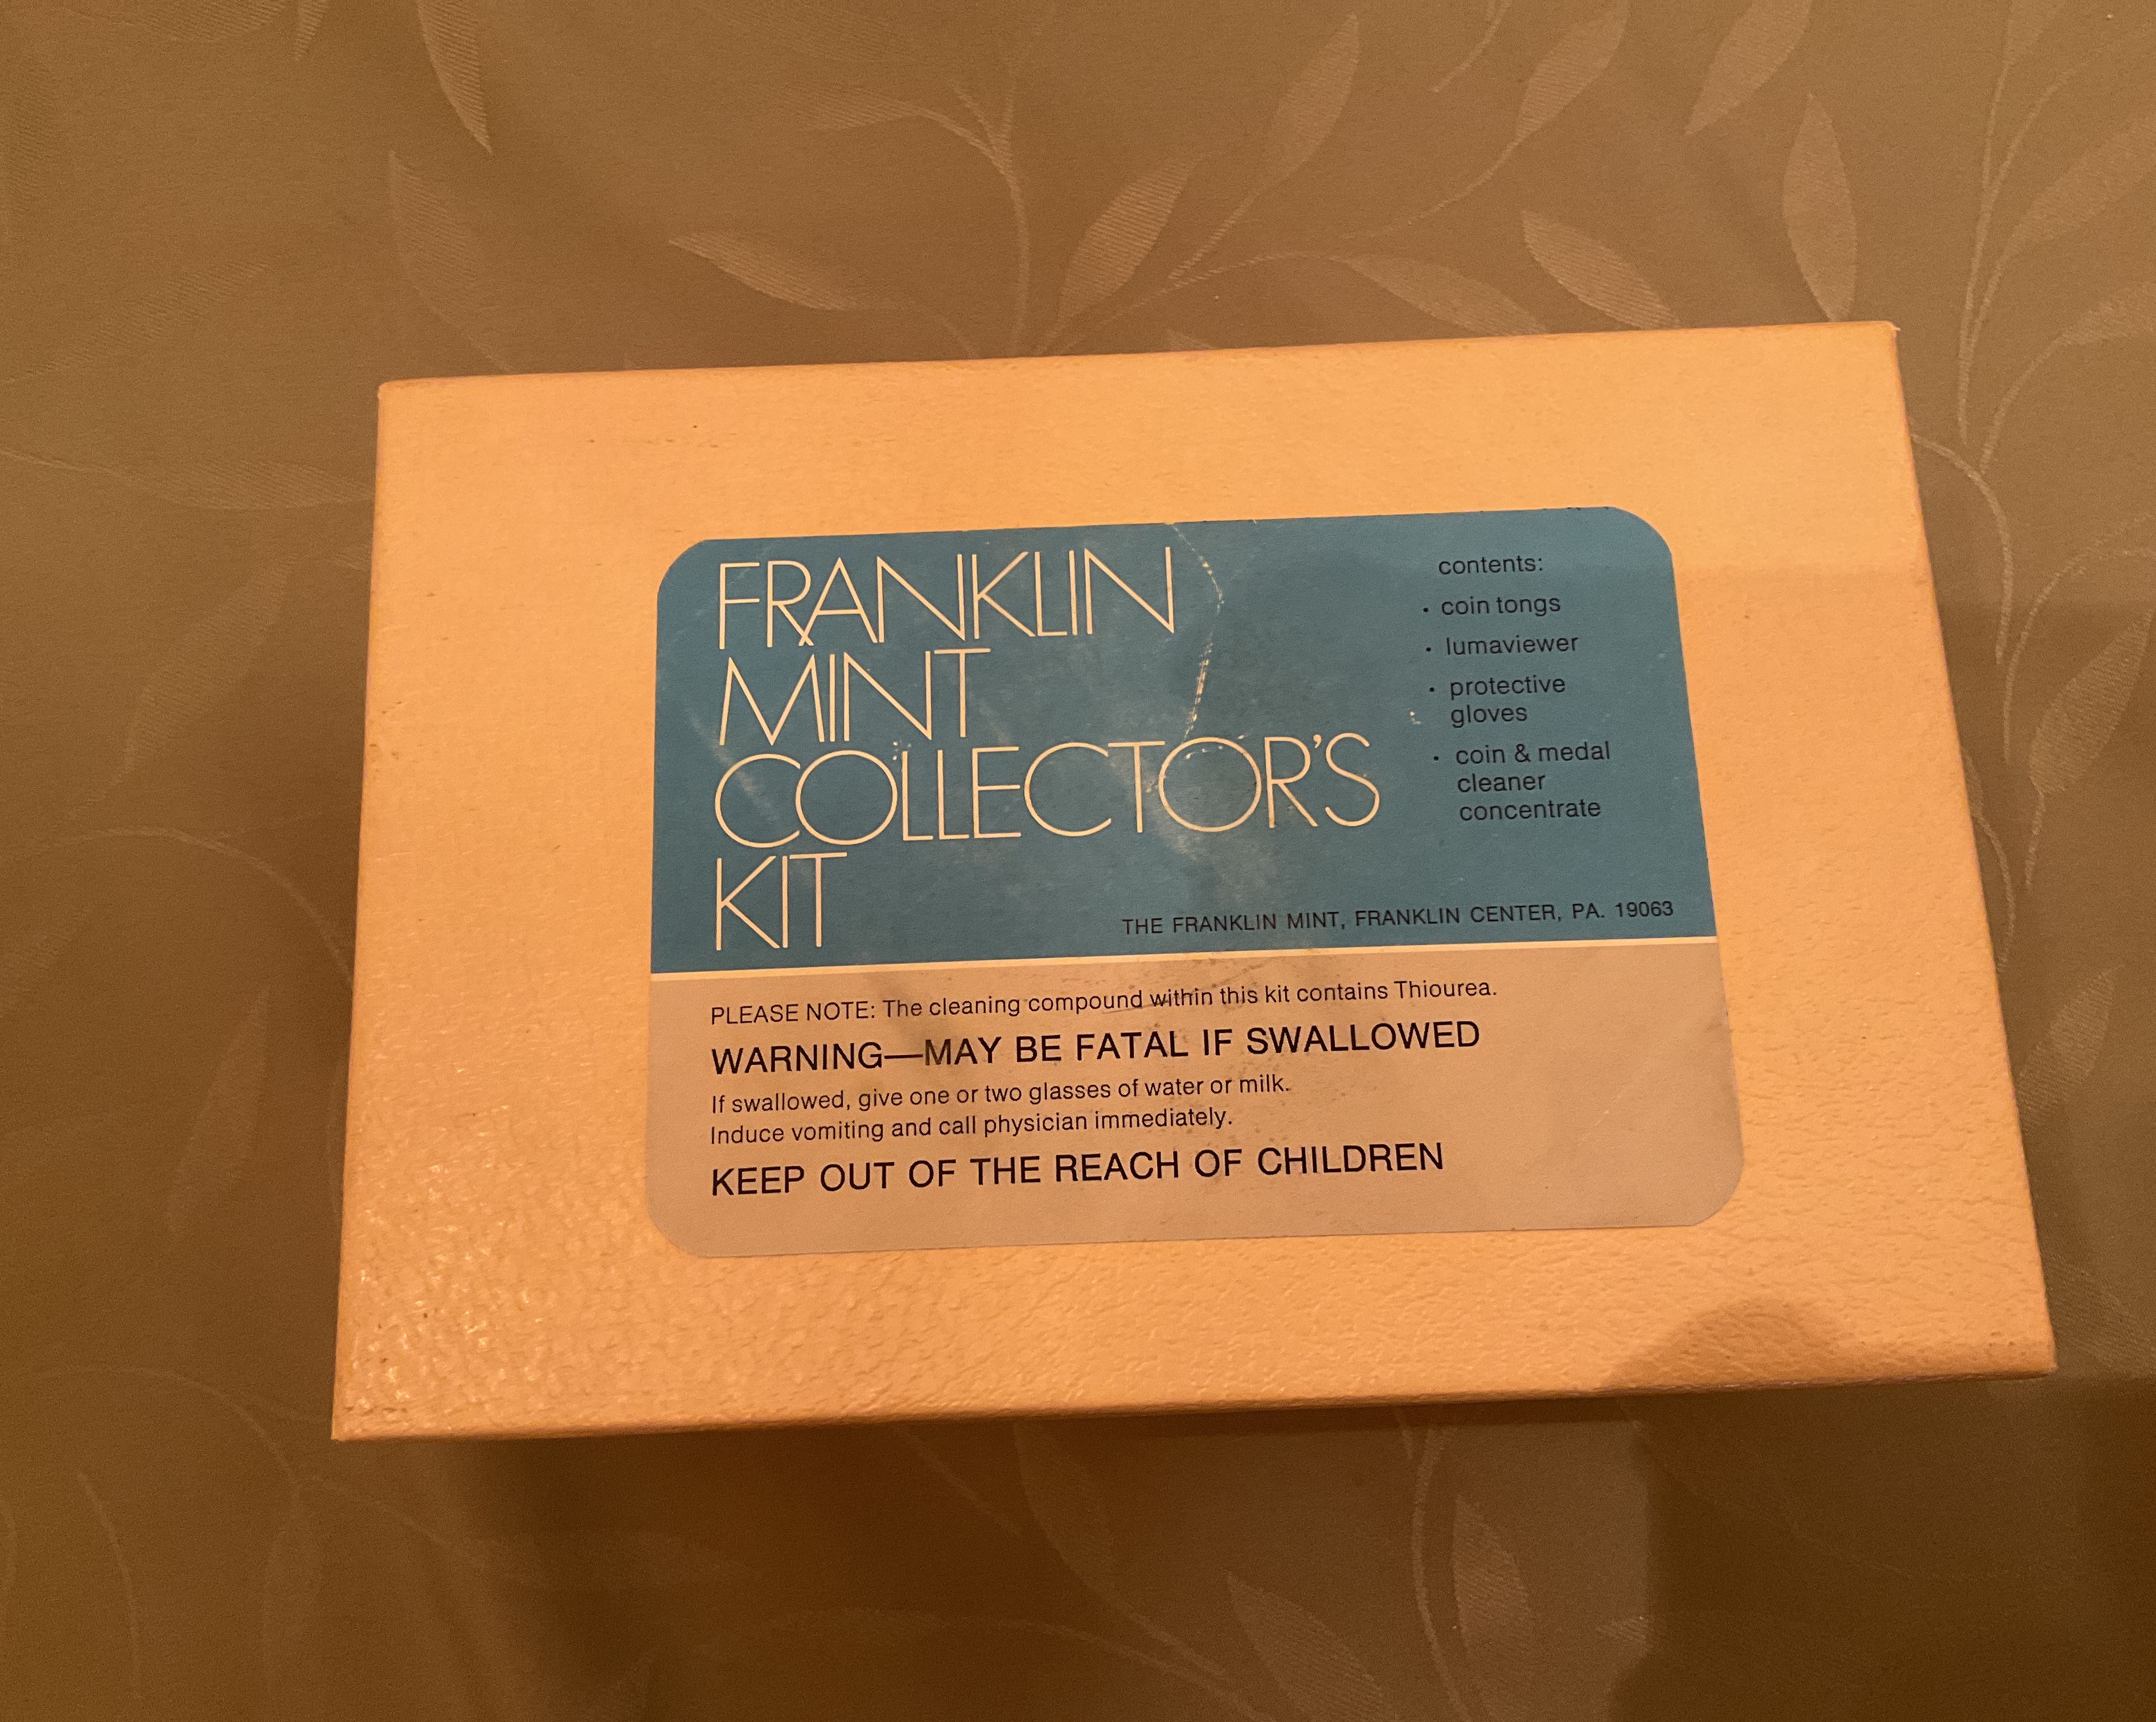 FRANKLIN
MINT
COLLECTOR'S
KIT
contents:
• coin tongs
• lumaviewer
• protective
gloves
• coin & medal
cleaner
concentrate
THE FRANKLIN MINT, FRANKLIN CENTER, PA. 19063
PLEASE NOTE: The cleaning compound within this kit contains Thiourea.
WARNING—MAY BE FATAL IF SWALLOWED
If swallowed, give one or two glasses of water or milk.
Induce vomiting and call physician immediately.
KEEP OUT OF THE REACH OF CHILDREN